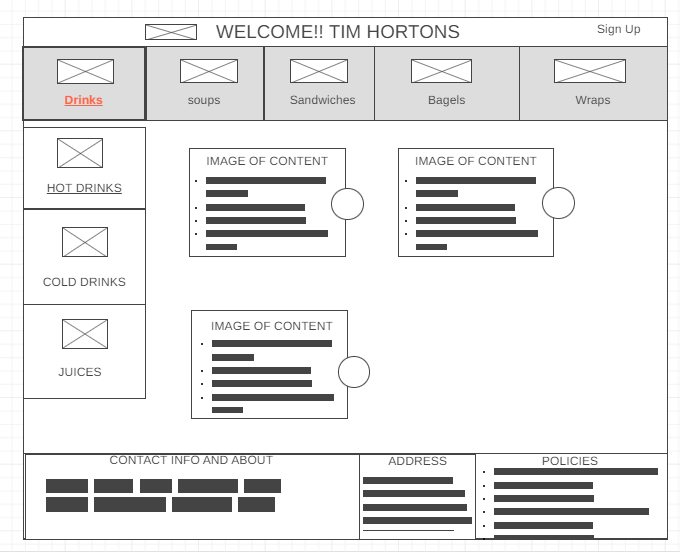 WELCOME!! TIM HORTONS
Sign Up
Drinks
soups
Sandwiches
Bagels
Wraps
HOT DRINKS
COLD DRINKS
JUICES
IMAGE OF CONTENT
IMAGE OF CONTENT
IMAGE OF CONTENT
CONTACT INFO AND ABOUT
ADDRESS
POLICIES